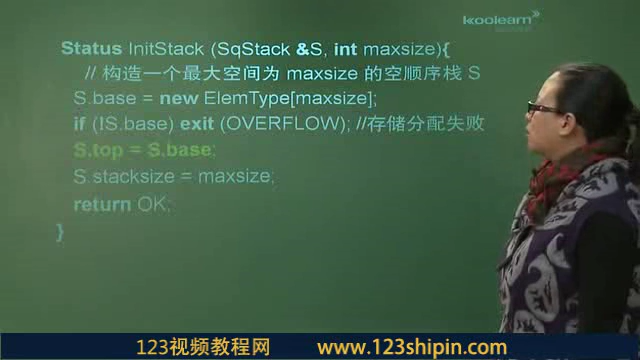 koolearn
Status InitStack (SqStack &S, int maxsize){
// 构造一个最大空间为 maxsize 的空顺序栈 S
S.base = new ElemType[maxsize];
if (!S.base) exit (OVERFLOW); //存储分配失败
S.top = S.base;
S.stacksize = maxsize;
return OK;
}
123视频教程网 www.123shipin.com